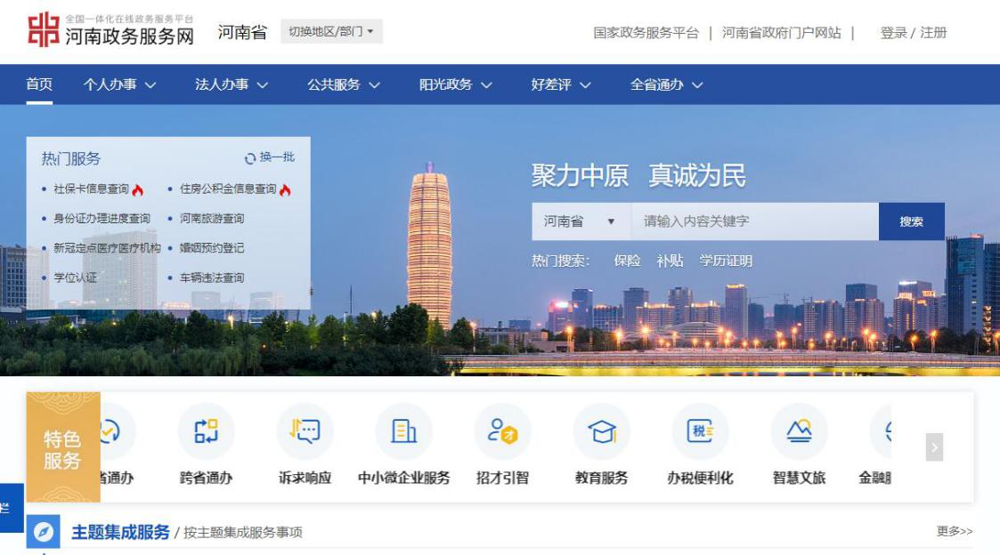 全国一体化在线政务服务平台
河南政务服务网
河南省
切换地区/部门
国家政务服务平台 | 河南省政府门户网站 |
登录 / 注册
首页 个人办事 法人办事 公共服务 阳光政务 好差评 全省通办
热门服务 换一批
社保卡信息查询 住房公积金信息查询
身份证办理进度查询 河南旅游查询
新冠定点医疗医疗机构 婚姻预约登记
学位认证 车辆违法查询
聚力中原 真诚为民
河南省 请输入内容关键字 搜索
热门搜索: 保险 补贴 学历证明
特色
服务
省通办 跨省通办 诉求响应 中小微企业服务 招才引智 教育服务 办税便利化 智慧文旅 金融服
才
税
栏
主题集成服务 / 按主题集成服务事项 更多>>